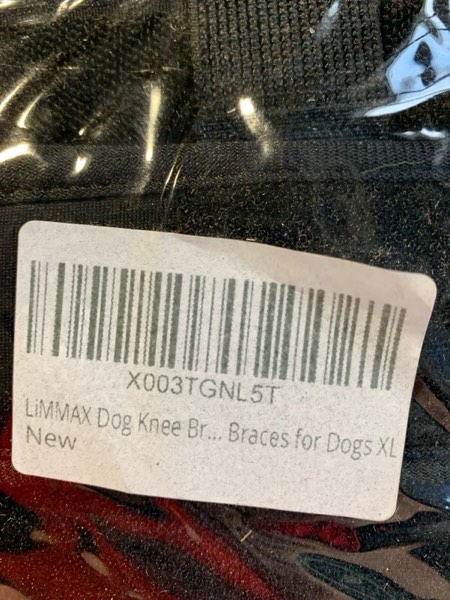 X003TGNL5T
LiMMAX Dog Knee Br... Braces for Dogs XL
New